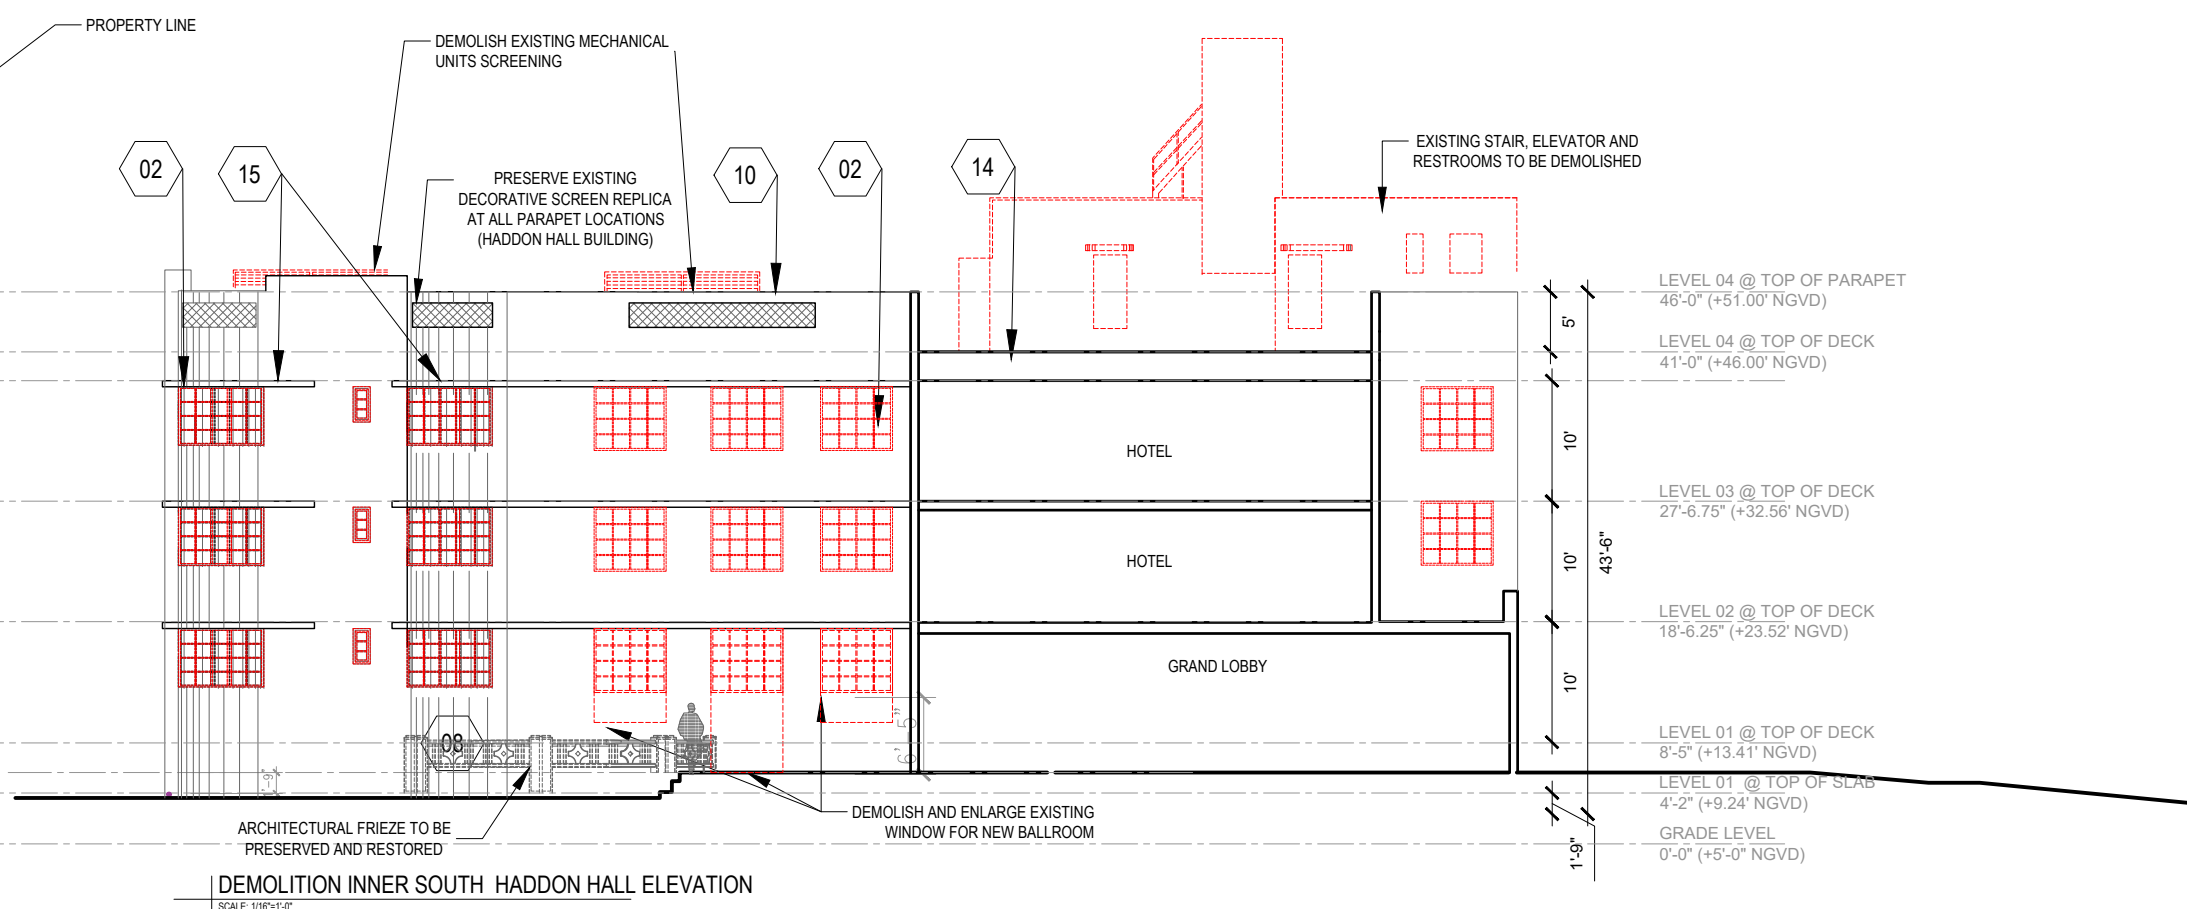 PROPERTY LINE
DEMOLISH EXISTING MECHANICAL
UNITS SCREENING
EXISTING STAIR, ELEVATOR AND
RESTROOMS TO BE DEMOLISHED
02
15
PRESERVE EXISTING
DECORATIVE SCREEN REPLICA
AT ALL PARAPET LOCATIONS
(HADDON HALL BUILDING)
10
02
14
LEVEL 04 @ TOP OF PARAPET
46'-0" (+51.00' NGVD)
5'
LEVEL 04 @ TOP OF DECK
41'-0" (+46.00' NGVD)
HOTEL
10'
LEVEL 03 @ TOP OF DECK
27'-6.75" (+32.56' NGVD)
HOTEL
10'
43'-6"
LEVEL 02 @ TOP OF DECK
18'-6.25" (+23.52' NGVD)
GRAND LOBBY
10'
6'-5"
08
LEVEL 01 @ TOP OF DECK
8'-5" (+13.41' NGVD)
1'-9"
LEVEL 01 @ TOP OF SLAB
4'-2" (+9.24' NGVD)
DEMOLISH AND ENLARGE EXISTING
WINDOW FOR NEW BALLROOM
ARCHITECTURAL FRIEZE TO BE
PRESERVED AND RESTORED
1'-9"
GRADE LEVEL
0'-0" (+5'-0" NGVD)
DEMOLITION INNER SOUTH HADDON HALL ELEVATION
SCALE: 1/16"=1'-0"